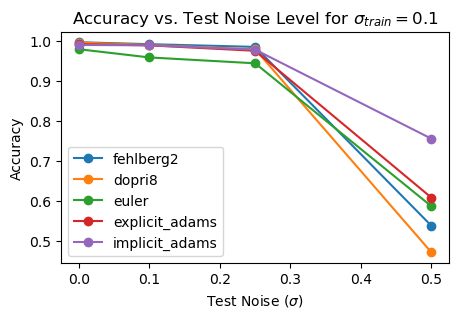 Accuracy vs. Test Noise Level for σ_train = 0.1
Accuracy
1.0
0.9
0.8
0.7
0.6
0.5
fehlberg2
dopri8
euler
explicit_adams
implicit_adams
0.0 0.1 0.2 0.3 0.4 0.5
Test Noise (σ)